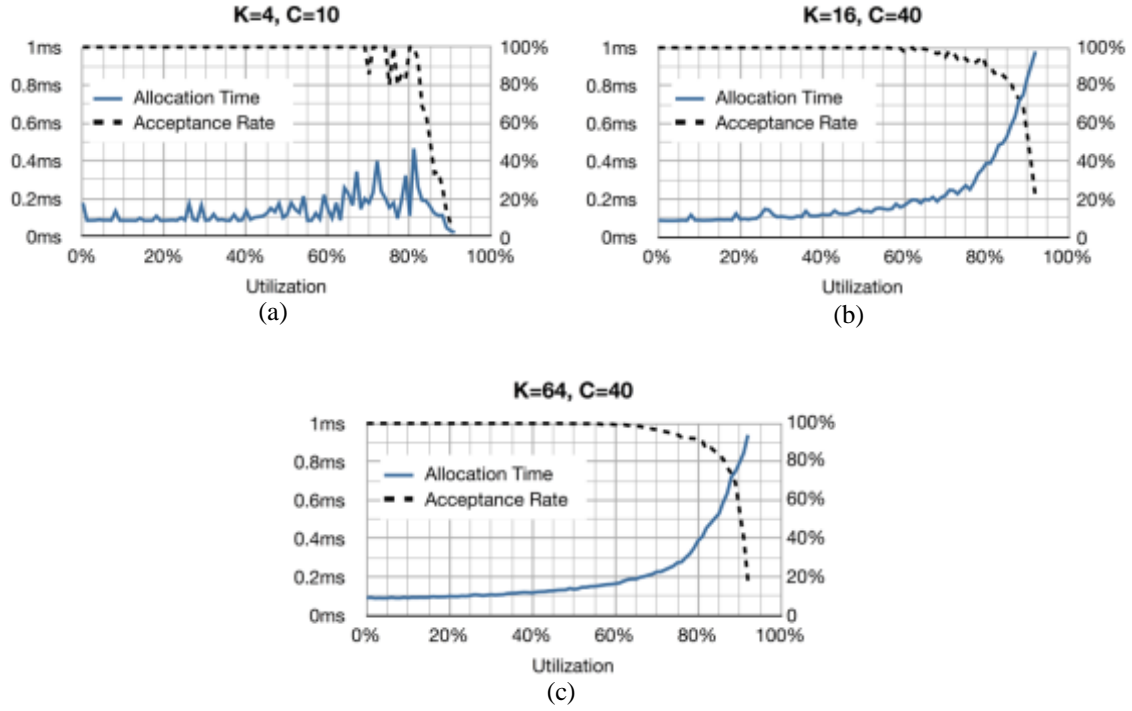 K=4, C=10
1ms
0.8ms
0.6ms
0.4ms
0.2ms
0ms
Allocation Time
Acceptance Rate
100%
80%
60%
40%
20%
0
0% 20% 40% 60% 80% 100%
Utilization
(a)
K=16, C=40
1ms
0.8ms
0.6ms
0.4ms
0.2ms
0ms
Allocation Time
Acceptance Rate
100%
80%
60%
40%
20%
0
0% 20% 40% 60% 80% 100%
Utilization
(b)
K=64, C=40
1ms
0.8ms
0.6ms
0.4ms
0.2ms
0ms
Allocation Time
Acceptance Rate
100%
80%
60%
40%
20%
0
0% 20% 40% 60% 80% 100%
Utilization
(c)